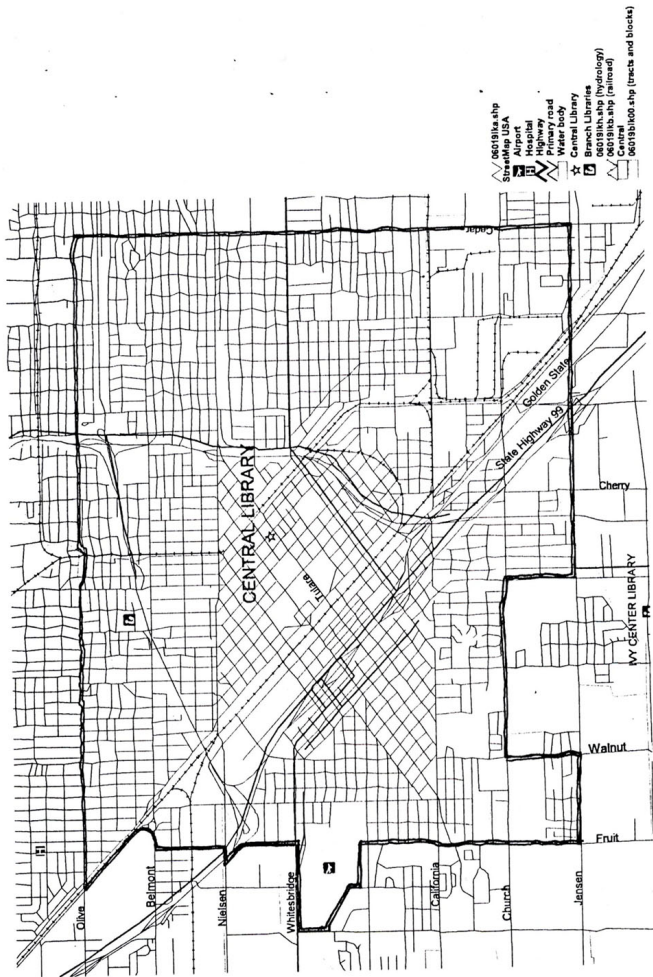 06019lka.shp
StreetMap USA
Airport
Hospital
Highway
Primary road
Water body
Central Library
Branch Libraries
06019lkh.shp (hydrology)
06019lkb.shp (railroad)
Central
06019blk00.shp (tracts and blocks)
Olive
Belmont
Nielsen
Whitesbridge
California
Church
Jensen
Fruit
Walnut
Cherry
Cedar
Tulare
CENTRAL LIBRARY
Golden State
State Highway 99
IVY CENTER LIBRARY
H
H